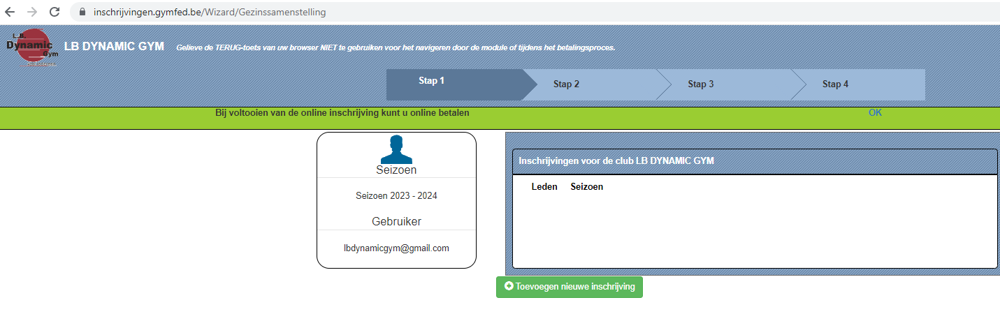 inschrijvingen.gymfed.be/Wizard/Gezinssamenstelling
L.B.
Dynamic
Gym
LB DYNAMIC GYM
Gelieve de TERUG-toets van uw browser NIET te gebruiken voor het navigeren door de module of tijdens het betalingsproces.
Stap 1
Stap 2
Stap 3
Stap 4
Bij voltooien van de online inschrijving kunt u online betalen
OK
Seizoen
Seizoen 2023 - 2024
Gebruiker
lbdynamicgym@gmail.com
Inschrijvingen voor de club LB DYNAMIC GYM
Leden Seizoen
Toevoegen nieuwe inschrijving